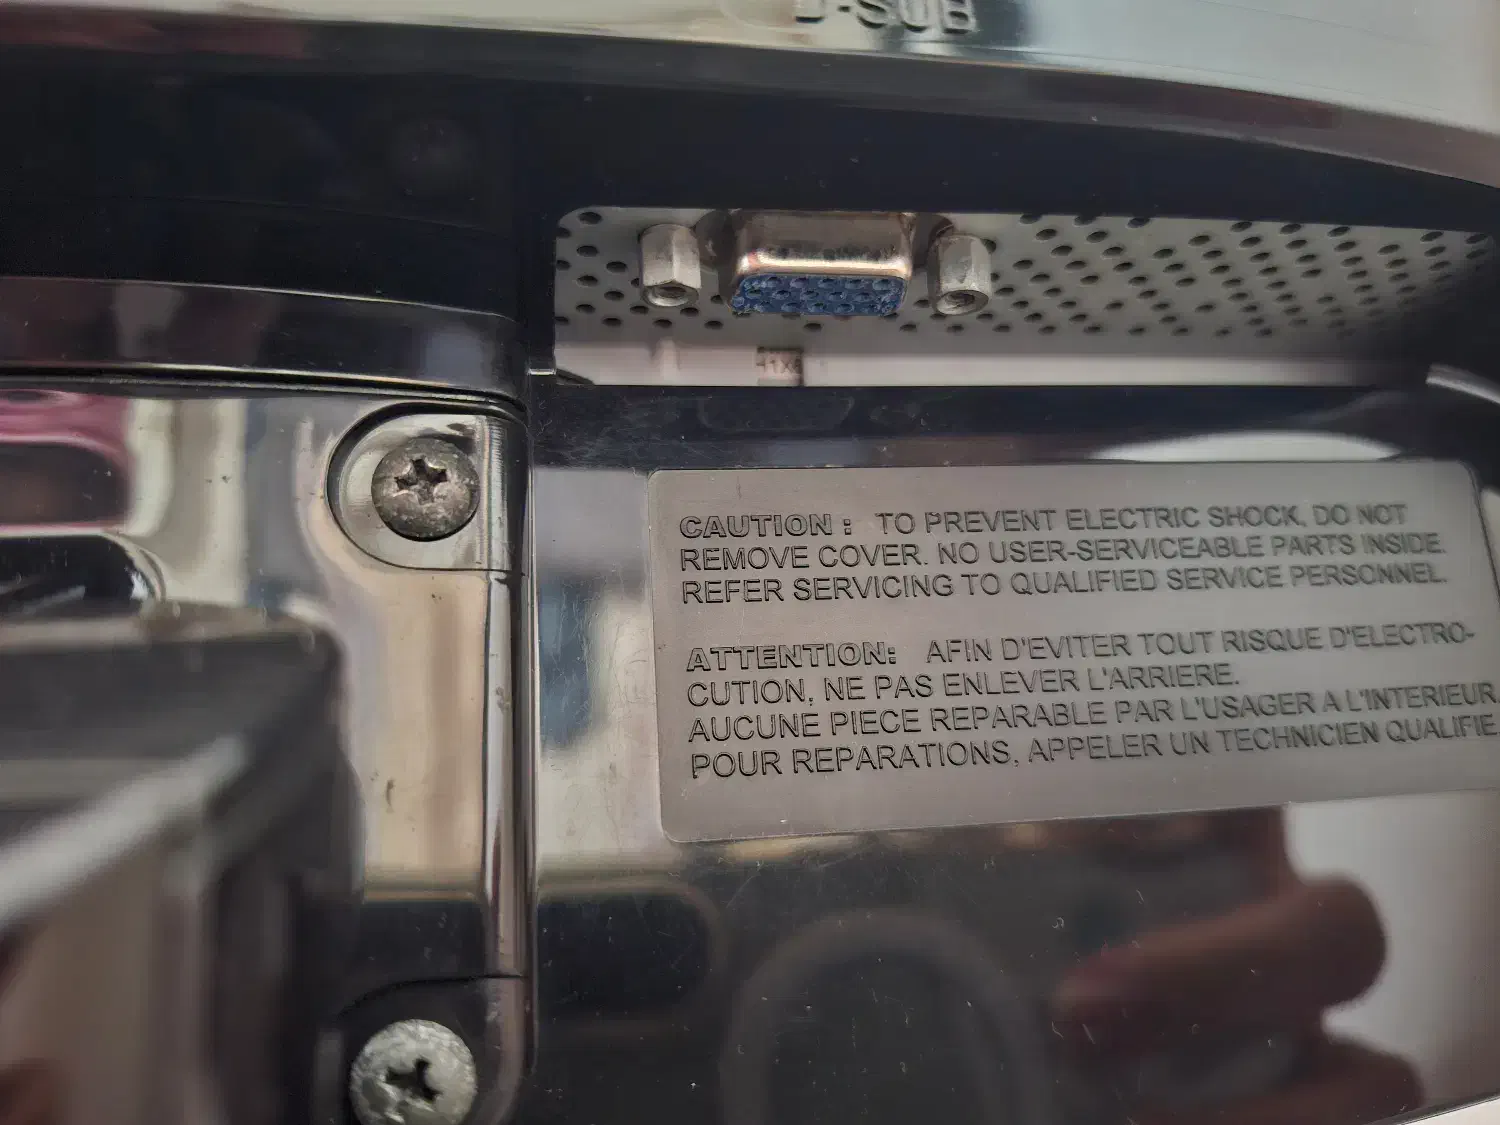 D-SUB
CAUTION : TO PREVENT ELECTRIC SHOCK, DO NOT
REMOVE COVER. NO USER-SERVICEABLE PARTS INSIDE.
REFER SERVICING TO QUALIFIED SERVICE PERSONNEL.
ATTENTION: AFIN D'EVITER TOUT RISQUE D'ELECTRO-
CUTION, NE PAS ENLEVER L'ARRIERE.
AUCUNE PIECE REPARABLE PAR L'USAGER A L'INTERIEUR.
POUR REPARATIONS, APPELER UN TECHNICIEN QUALIFIE.